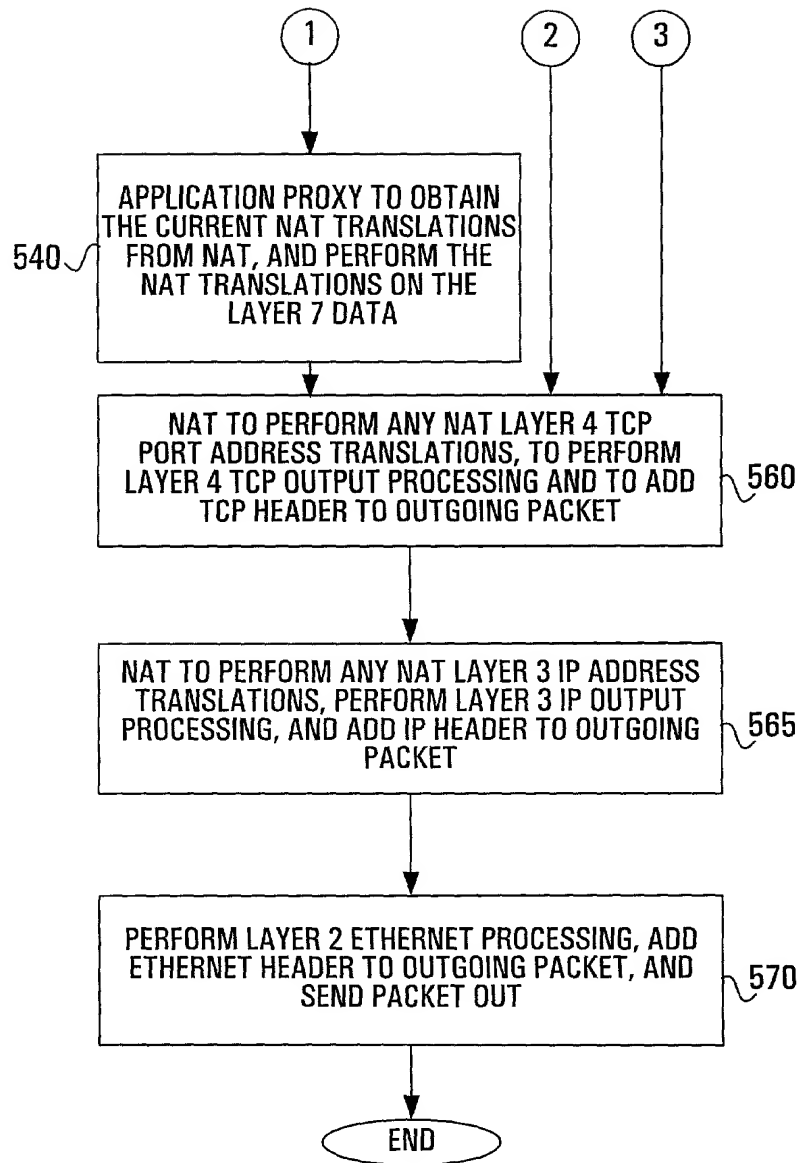 1
2
3
APPLICATION PROXY TO OBTAIN
THE CURRENT NAT TRANSLATIONS
FROM NAT, AND PERFORM THE
NAT TRANSLATIONS ON THE
LAYER 7 DATA
540
NAT TO PERFORM ANY NAT LAYER 4 TCP
PORT ADDRESS TRANSLATIONS, TO PERFORM
LAYER 4 TCP OUTPUT PROCESSING AND TO ADD
TCP HEADER TO OUTGOING PACKET
560
NAT TO PERFORM ANY NAT LAYER 3 IP ADDRESS
TRANSLATIONS, PERFORM LAYER 3 IP OUTPUT
PROCESSING, AND ADD IP HEADER TO OUTGOING
PACKET
565
PERFORM LAYER 2 ETHERNET PROCESSING, ADD
ETHERNET HEADER TO OUTGOING PACKET, AND
SEND PACKET OUT
570
END